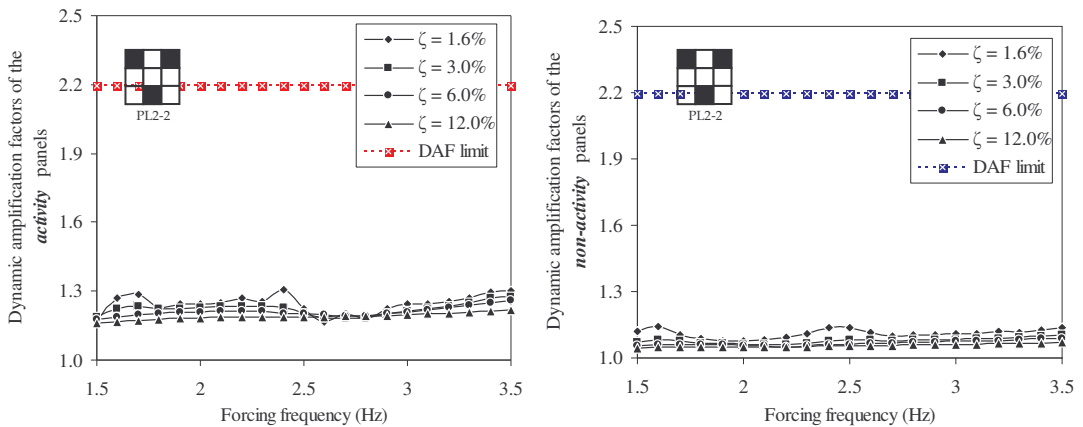 Dynamic amplification factors of the
activity panels
2.5
2.2
1.9
1.6
1.3
1.0
1.5
2
2.5
3
3.5
Forcing frequency (Hz)
PL2-2
ζ = 1.6%
ζ = 3.0%
ζ = 6.0%
ζ = 12.0%
DAF limit
Dynamic amplification factors of the
non-activity panels
2.5
2.2
1.9
1.6
1.3
1.0
1.5
2
2.5
3
3.5
Forcing frequency (Hz)
PL2-2
ζ = 1.6%
ζ = 3.0%
ζ = 6.0%
ζ = 12.0%
DAF limit